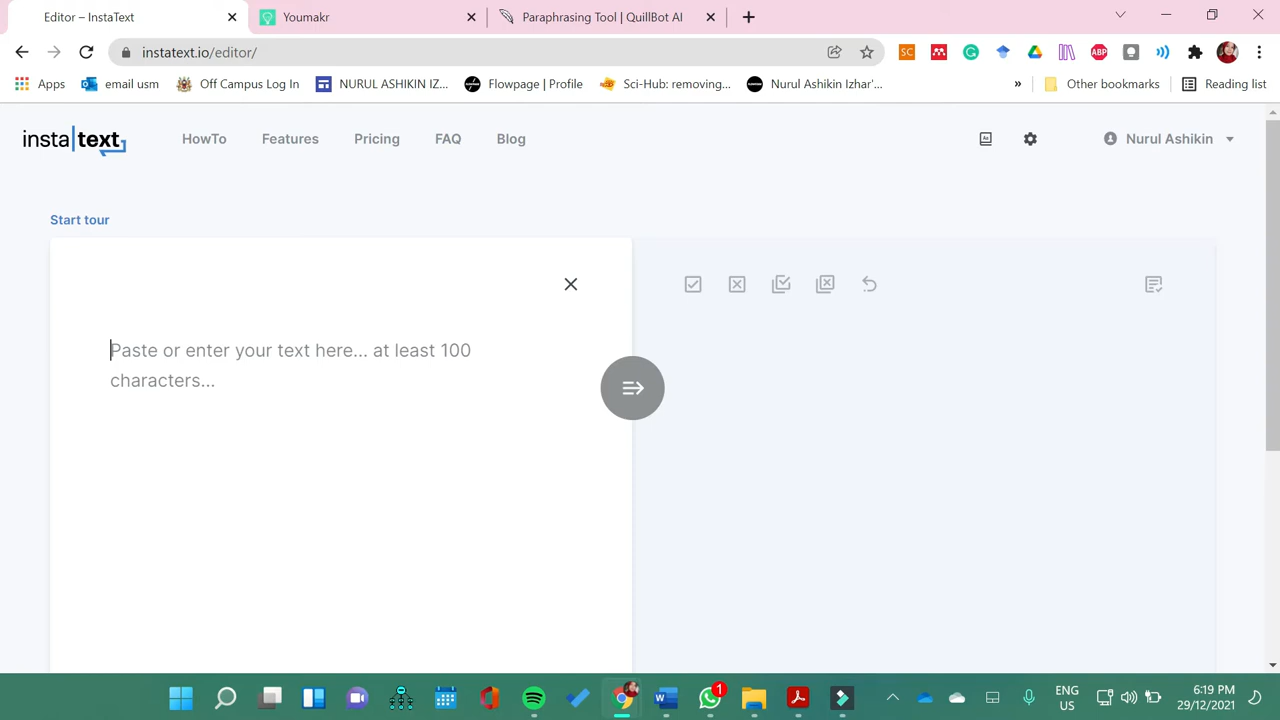 Editor – InstaText
Youmakr
Paraphrasing Tool | QuillBot AI
instatext.io/editor/
SC
ABP
Apps
email usm
Off Campus Log In
NURUL ASHIKIN IZ...
Flowpage | Profile
Sci-Hub: removing...
Nurul Ashikin Izhar'...
»
Other bookmarks
Reading list
insta|text
HowTo
Features
Pricing
FAQ
Blog
Nurul Ashikin
Start tour
Paste or enter your text here... at least 100
characters...
1
ENG
US
6:19 PM
29/12/2021